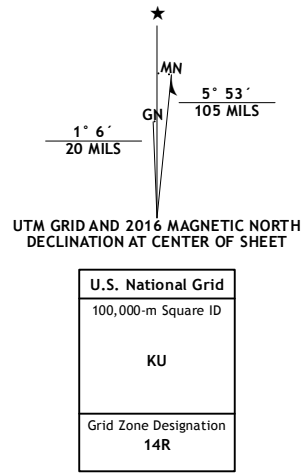 ★
MN
GN
5° 53´
105 MILS
1° 6´
20 MILS
UTM GRID AND 2016 MAGNETIC NORTH
DECLINATION AT CENTER OF SHEET
U.S. National Grid
100,000-m Square ID
KU
Grid Zone Designation
14R